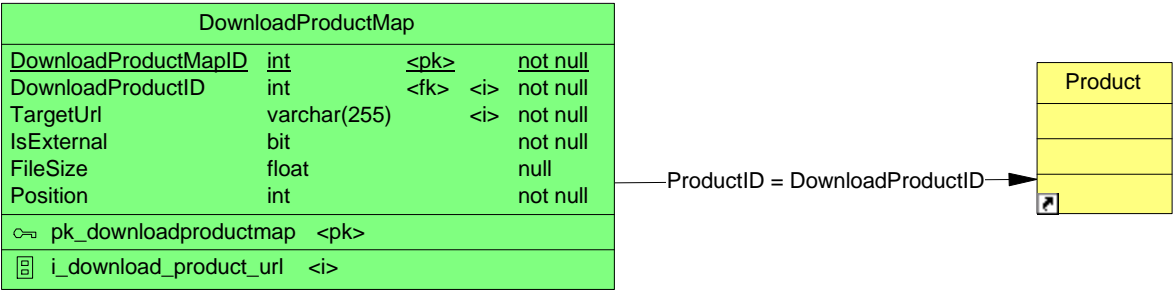 DownloadProductMap
DownloadProductMapID int <pk> not null
DownloadProductID int <fk> <i> not null
TargetUrl varchar(255) <i> not null
IsExternal bit not null
FileSize float null
Position int not null
pk_downloadproductmap <pk>
i_download_product_url <i>
ProductID = DownloadProductID
Product